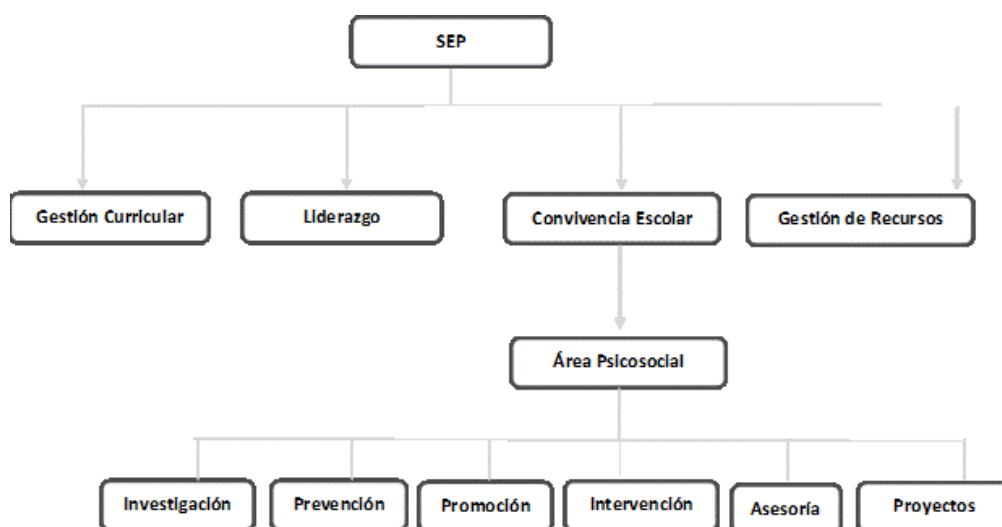 SEP
Gestión Curricular
Liderazgo
Convivencia Escolar
Gestión de Recursos
Área Psicosocial
Investigación
Prevención
Promoción
Intervención
Asesoría
Proyectos